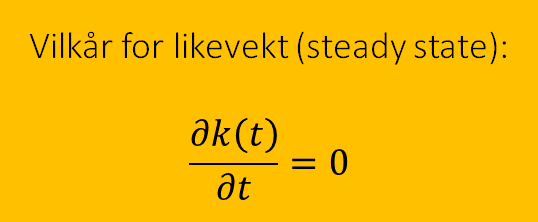 Vilkår for likevekt (steady state):
∂k(t)
∂t
= 0